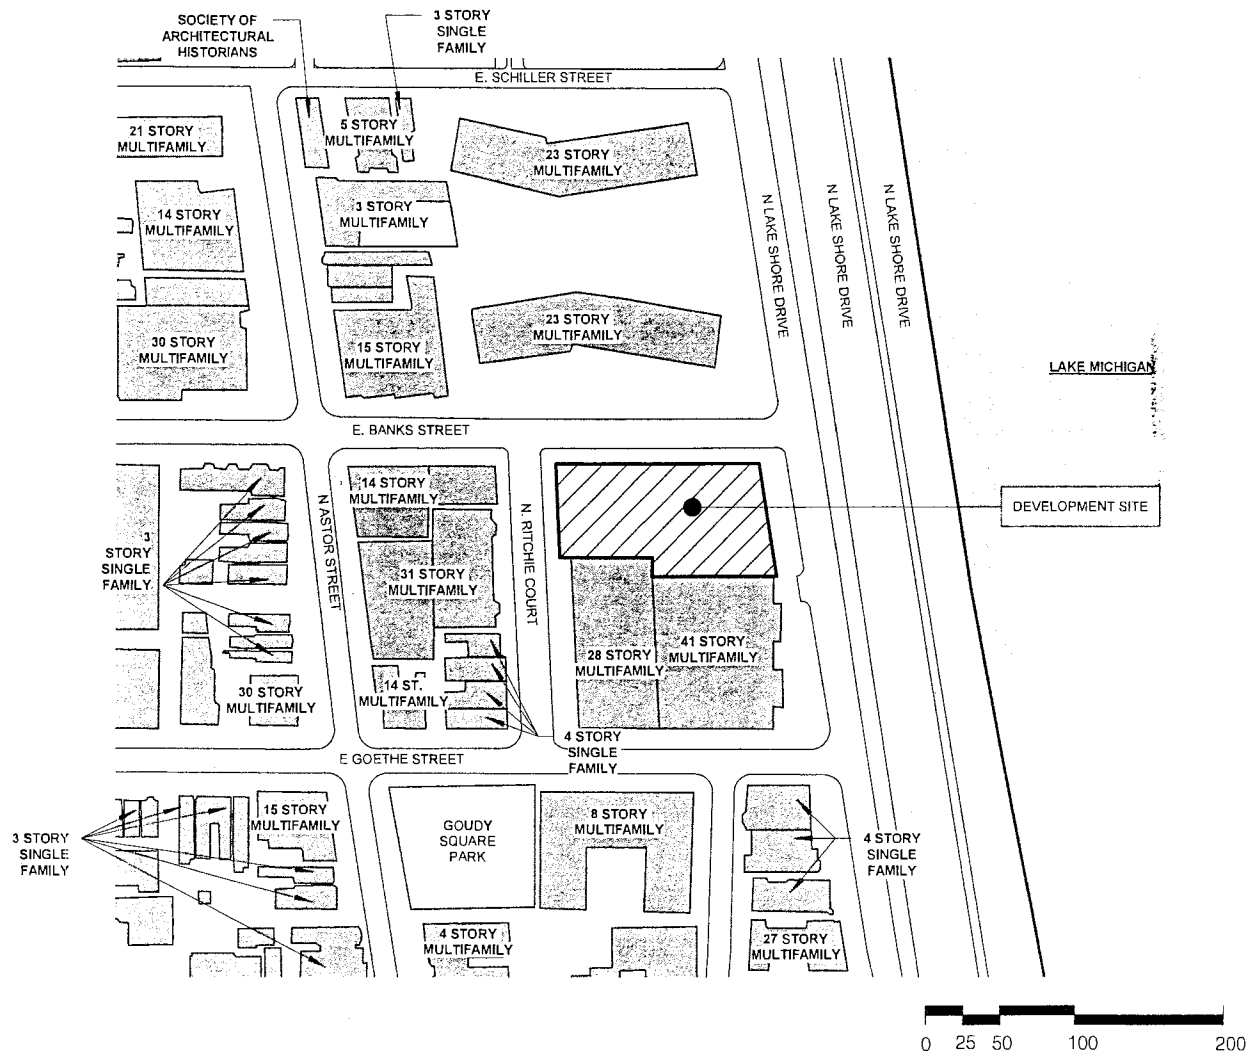 SOCIETY OF
ARCHITECTURAL
HISTORIANS
3 STORY
SINGLE
FAMILY
E. SCHILLER STREET
21 STORY
MULTIFAMILY
5 STORY
MULTIFAMILY
23 STORY
MULTIFAMILY
14 STORY
MULTIFAMILY
3 STORY
MULTIFAMILY
N LAKE SHORE DRIVE
N LAKE SHORE DRIVE
N LAKE SHORE DRIVE
30 STORY
MULTIFAMILY
15 STORY
MULTIFAMILY
23 STORY
MULTIFAMILY
LAKE MICHIGAN
E. BANKS STREET
14 STORY
MULTIFAMILY
N ASTOR STREET
N. RITCHIE COURT
DEVELOPMENT SITE
3
STORY
SINGLE
FAMILY.
31 STORY
MULTIFAMILY
28 STORY
MULTIFAMILY
41 STORY
MULTIFAMILY
30 STORY
MULTIFAMILY
14 ST.
MULTIFAMILY
4 STORY
SINGLE
FAMILY
E GOETHE STREET
3 STORY
SINGLE
FAMILY
15 STORY
MULTIFAMILY
GOUDY
SQUARE
PARK
8 STORY
MULTIFAMILY
4 STORY
SINGLE
FAMILY
4 STORY
MULTIFAMILY
27 STORY
MULTIFAMILY
0 25 50 100 200